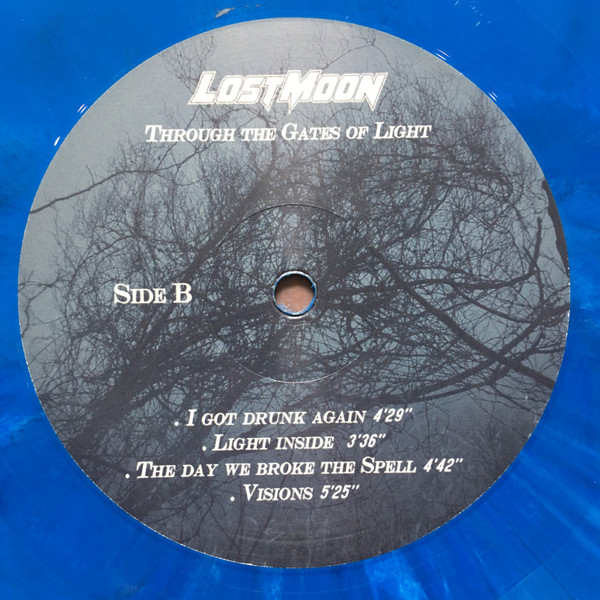 LOSTMOON
THROUGH THE GATES OF LIGHT
SIDE B
. I GOT DRUNK AGAIN 4'29"
. LIGHT INSIDE 3'36"
. THE DAY WE BROKE THE SPELL 4'42"
. VISIONS 5'25"